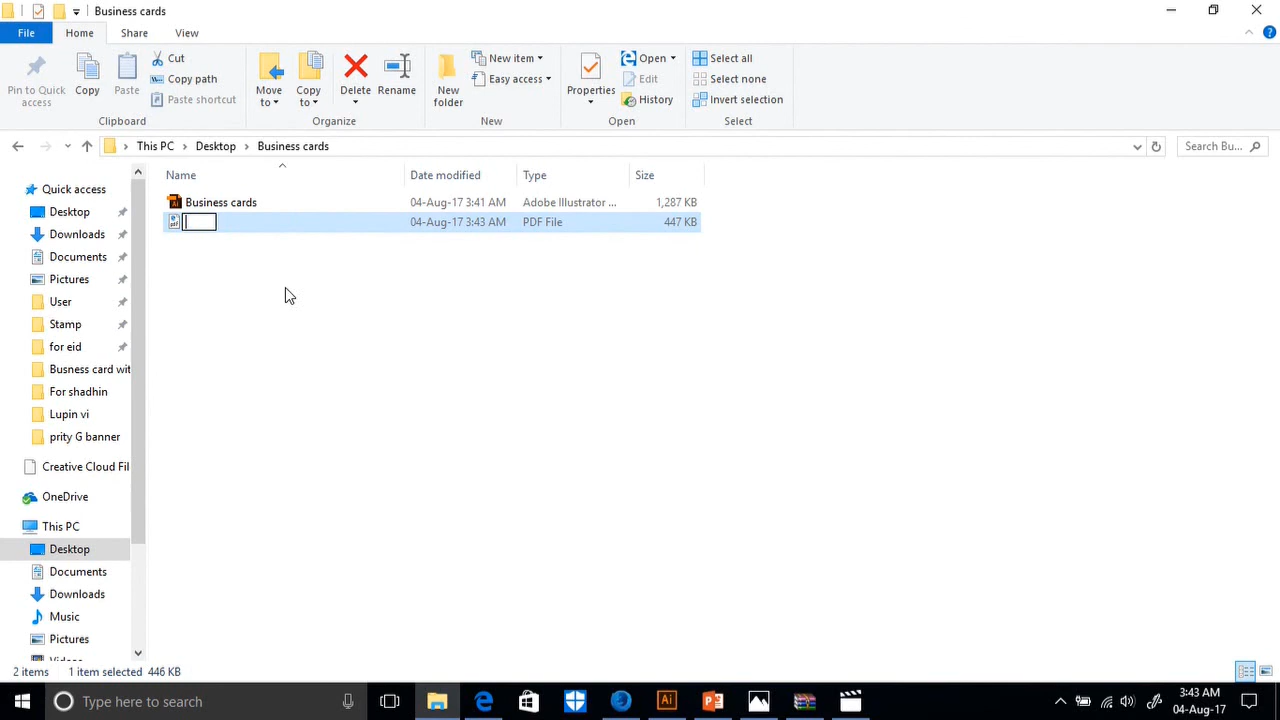 Business cards
File Home Share View
Pin to Quick access
Copy
Paste
Cut
Copy path
Paste shortcut
Clipboard
Move to
Copy to
Delete
Rename
Organize
New folder
New item
Easy access
New
Properties
Open
Edit
History
Open
Select all
Select none
Invert selection
Select
This PC Desktop Business cards
Search Bu...
Name Date modified Type Size
Business cards 04-Aug-17 3:41 AM Adobe Illustrator ... 1,287 KB
04-Aug-17 3:43 AM PDF File 447 KB
Quick access
Desktop
Downloads
Documents
Pictures
User
Stamp
for eid
Busness card wit
For shadhin
Lupin vi
prity G banner
Creative Cloud Fil
OneDrive
This PC
Desktop
Documents
Downloads
Music
Pictures
Videos
2 items 1 item selected 446 KB
Type here to search
Ai
3:43 AM
04-Aug-17